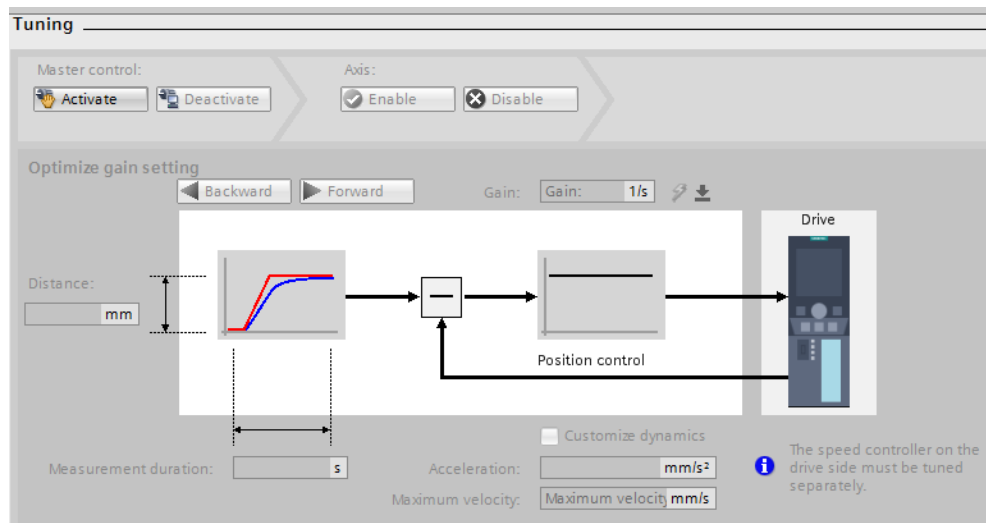 Tuning
Master control:
Axis:
Activate
Deactivate
Enable
Disable
Optimize gain setting
Backward
Forward
Gain:
Gain:
1/s
Drive
Distance:
mm
Position control
Customize dynamics
Measurement duration:
s
Acceleration:
mm/s²
The speed controller on the
drive side must be tuned
separately.
Maximum velocity:
Maximum velocity
mm/s